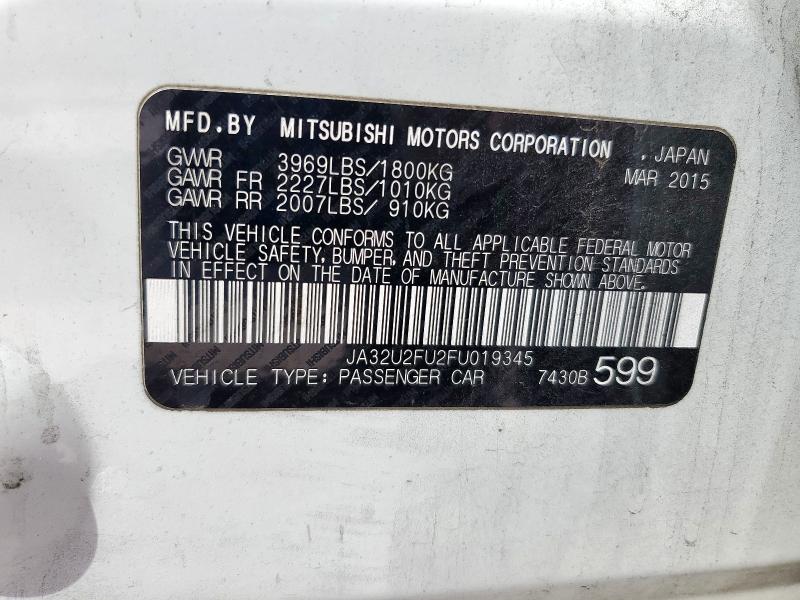 MFD.BY MITSUBISHI MOTORS CORPORATION , JAPAN
GVWR 3969LBS/1800KG MAR 2015
GAWR FR 2227LBS/1010KG
GAWR RR 2007LBS/ 910KG
THIS VEHICLE CONFORMS TO ALL APPLICABLE FEDERAL MOTOR
VEHICLE SAFETY, BUMPER, AND THEFT PREVENTION STANDARDS
IN EFFECT ON THE DATE OF MANUFACTURE SHOWN ABOVE.
JA32U2FU2FU019345
VEHICLE TYPE: PASSENGER CAR 7430B 599